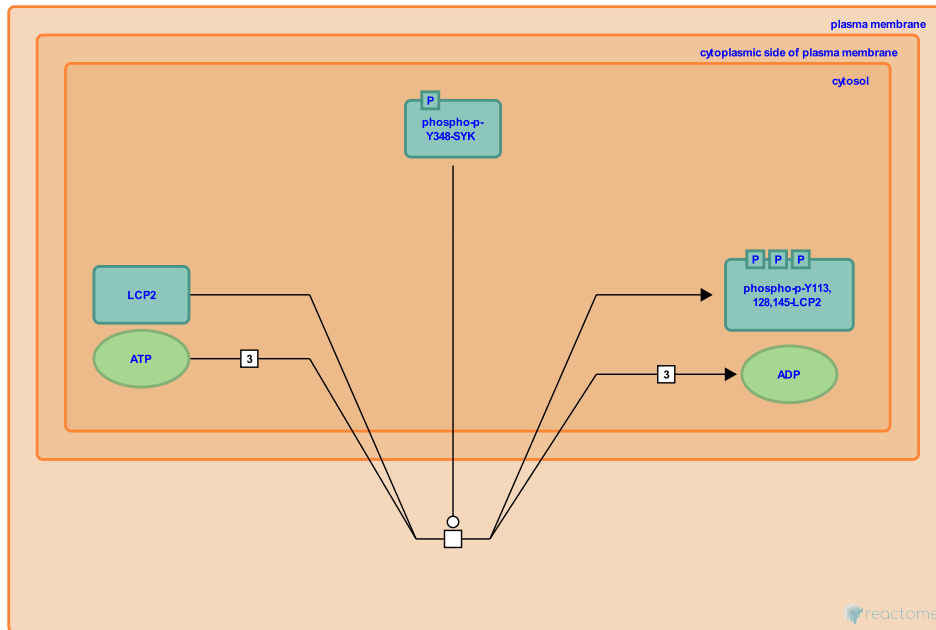 plasma membrane
cytoplasmic side of plasma membrane
cytosol
P
phospho-p-
Y348-SYK
LCP2
ATP
3
P P P
phospho-p-Y113,
128,145-LCP2
3
ADP
reactome